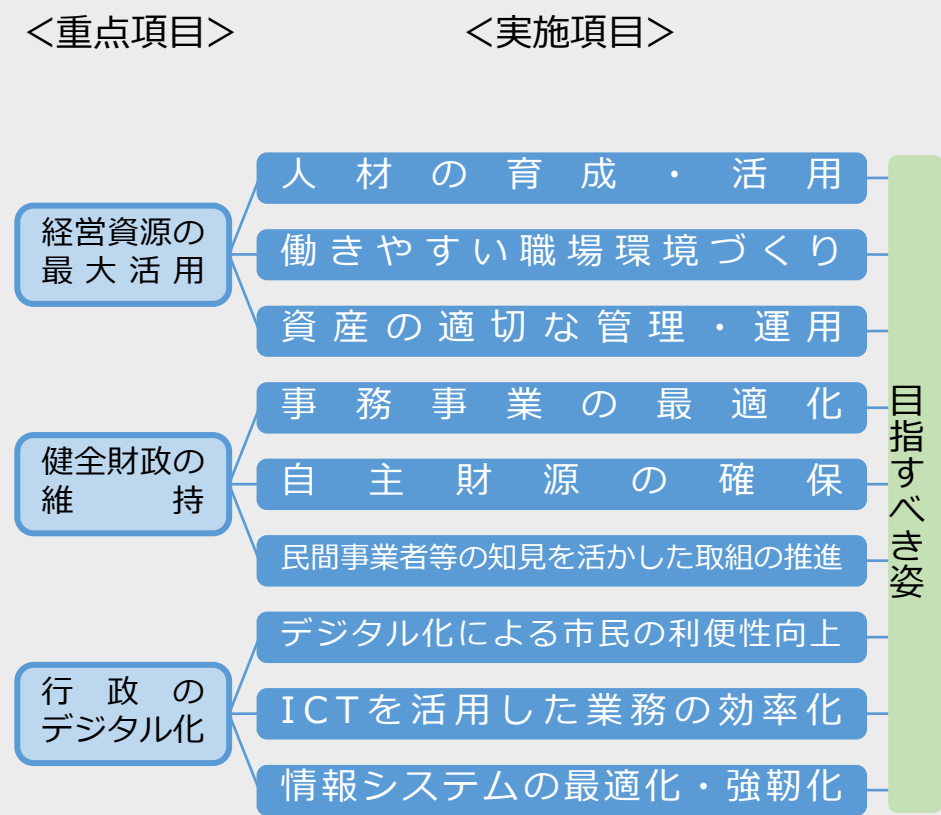 <重点項目>
<実施項目>
経営資源の
最大活用
人材の育成・活用
働きやすい職場環境づくり
資産の適切な管理・運用
健全財政の
維持
事務事業の最適化
自主財源の確保
民間事業者等の知見を活かした取組の推進
行政の
デジタル化
デジタル化による市民の利便性向上
ICTを活用した業務の効率化
情報システムの最適化・強靭化
目指すべき姿